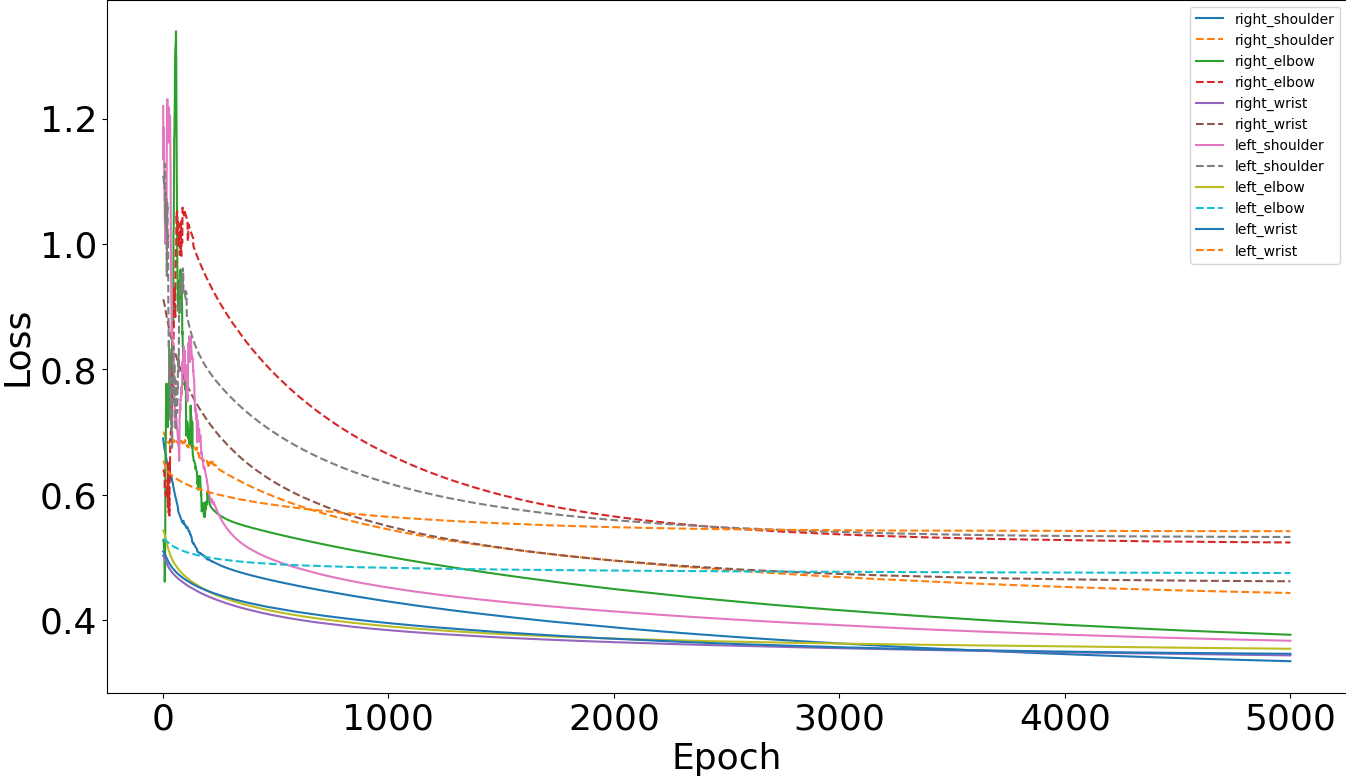 right_shoulder
right_shoulder
right_elbow
right_elbow
right_wrist
right_wrist
left_shoulder
left_shoulder
left_elbow
left_elbow
left_wrist
left_wrist
1.2
1.0
0.8
0.6
0.4
Loss
0 1000 2000 3000 4000 5000
Epoch